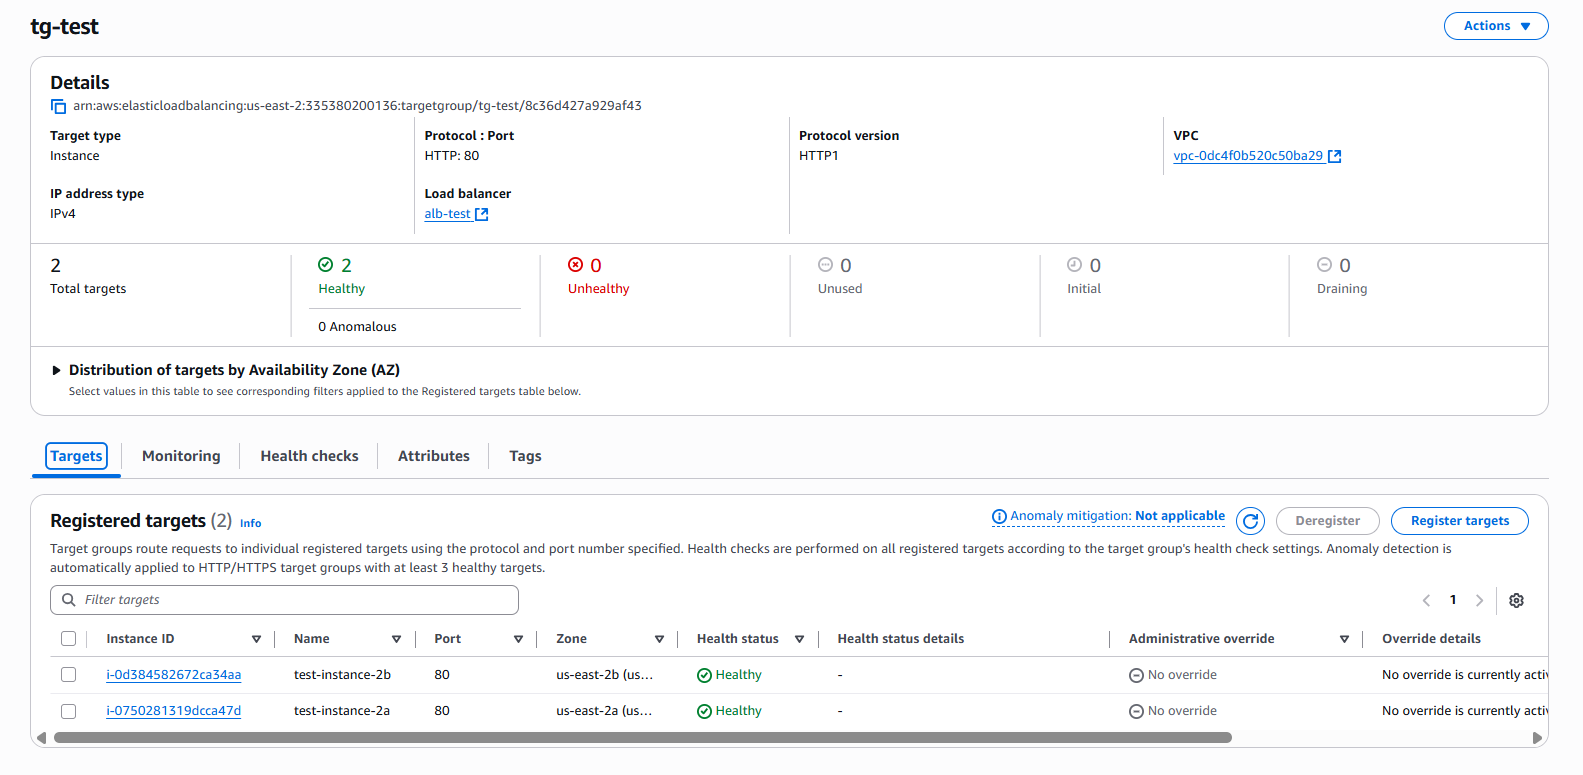 tg-test
Actions
Details
arn:aws:elasticloadbalancing:us-east-2:335380200136:targetgroup/tg-test/8c36d427a929af43
Target type
Instance
Protocol : Port
HTTP: 80
Protocol version
HTTP1
VPC
vpc-0dc4f0b520c50ba29
IP address type
IPv4
Load balancer
alb-test
2
Total targets
2
Healthy
0 Anomalous
0
Unhealthy
0
Unused
0
Initial
0
Draining
Distribution of targets by Availability Zone (AZ)
Select values in this table to see corresponding filters applied to the Registered targets table below.
Targets Monitoring Health checks Attributes Tags
Registered targets (2) Info
Anomaly mitigation: Not applicable
Deregister
Register targets
Target groups route requests to individual registered targets using the protocol and port number specified. Health checks are performed on all registered targets according to the target group's health check settings. Anomaly detection is
automatically applied to HTTP/HTTPS target groups with at least 3 healthy targets.
Filter targets
1
Instance ID Name Port Zone Health status Health status details Administrative override Override details
i-0d384582672ca34aa test-instance-2b 80 us-east-2b (us... Healthy - No override No override is currently activ
i-0750281319dcca47d test-instance-2a 80 us-east-2a (us... Healthy - No override No override is currently activ